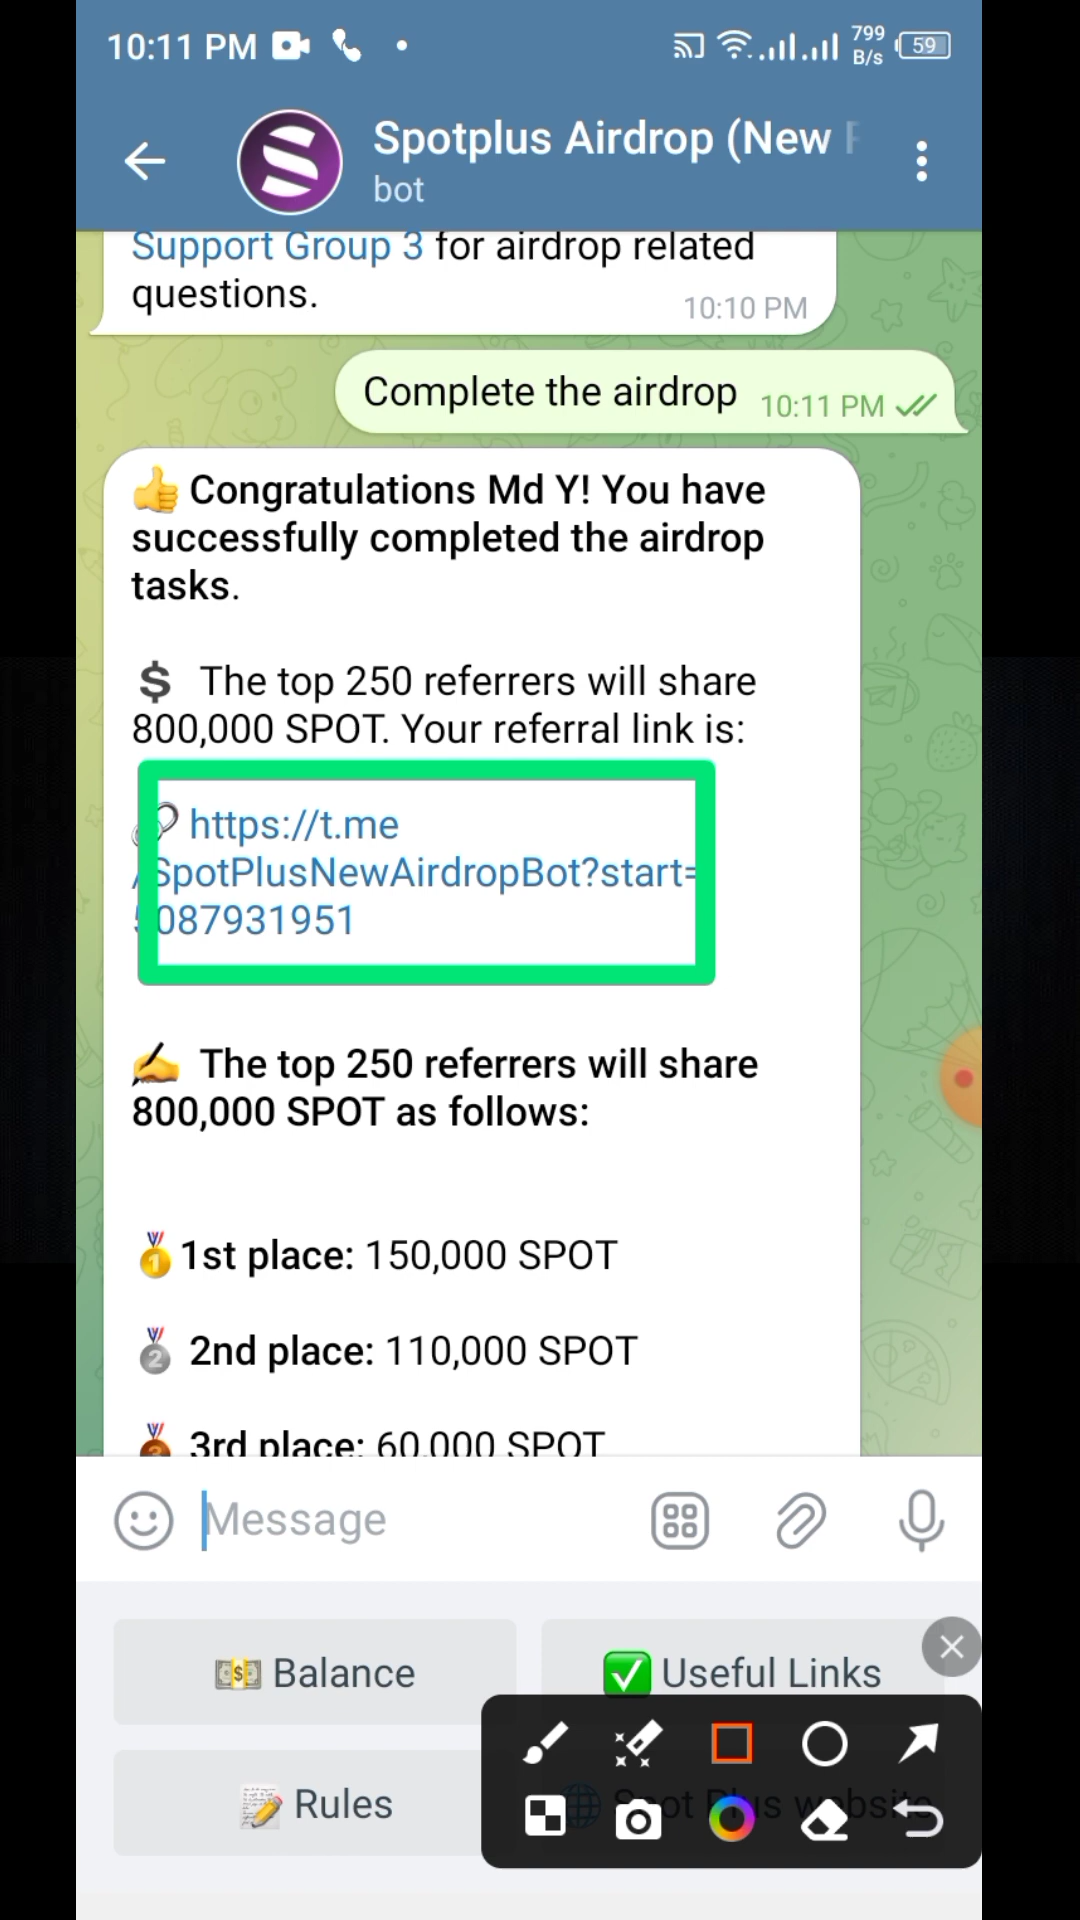 10:11 PM
799
B/s
59
Spotplus Airdrop (New
bot
Support Group 3 for airdrop related
questions.
10:10 PM
Complete the airdrop 10:11 PM
👍 Congratulations Md Y! You have
successfully completed the airdrop
tasks.
$ The top 250 referrers will share
800,000 SPOT. Your referral link is:
https://t.me
/SpotPlusNewAirdropBot?start=
5087931951
✍ The top 250 referrers will share
800,000 SPOT as follows:
🥇1st place: 150,000 SPOT
🥈 2nd place: 110,000 SPOT
🥉 3rd place: 60,000 SPOT
Message
Balance
Useful Links
Rules
Spot Plus website